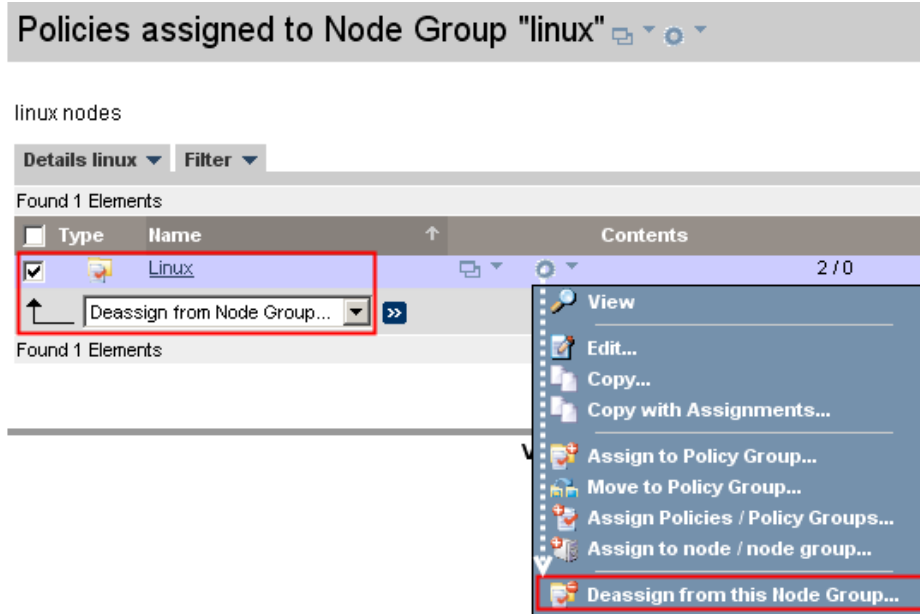 Policies assigned to Node Group "linux"
linux nodes
Details linux Filter
Found 1 Elements
Type Name Contents
Linux 2 / 0
Deassign from Node Group...
Found 1 Elements
View
Edit...
Copy...
Copy with Assignments...
Assign to Policy Group...
Move to Policy Group...
Assign Policies / Policy Groups...
Assign to node / node group...
Deassign from this Node Group...